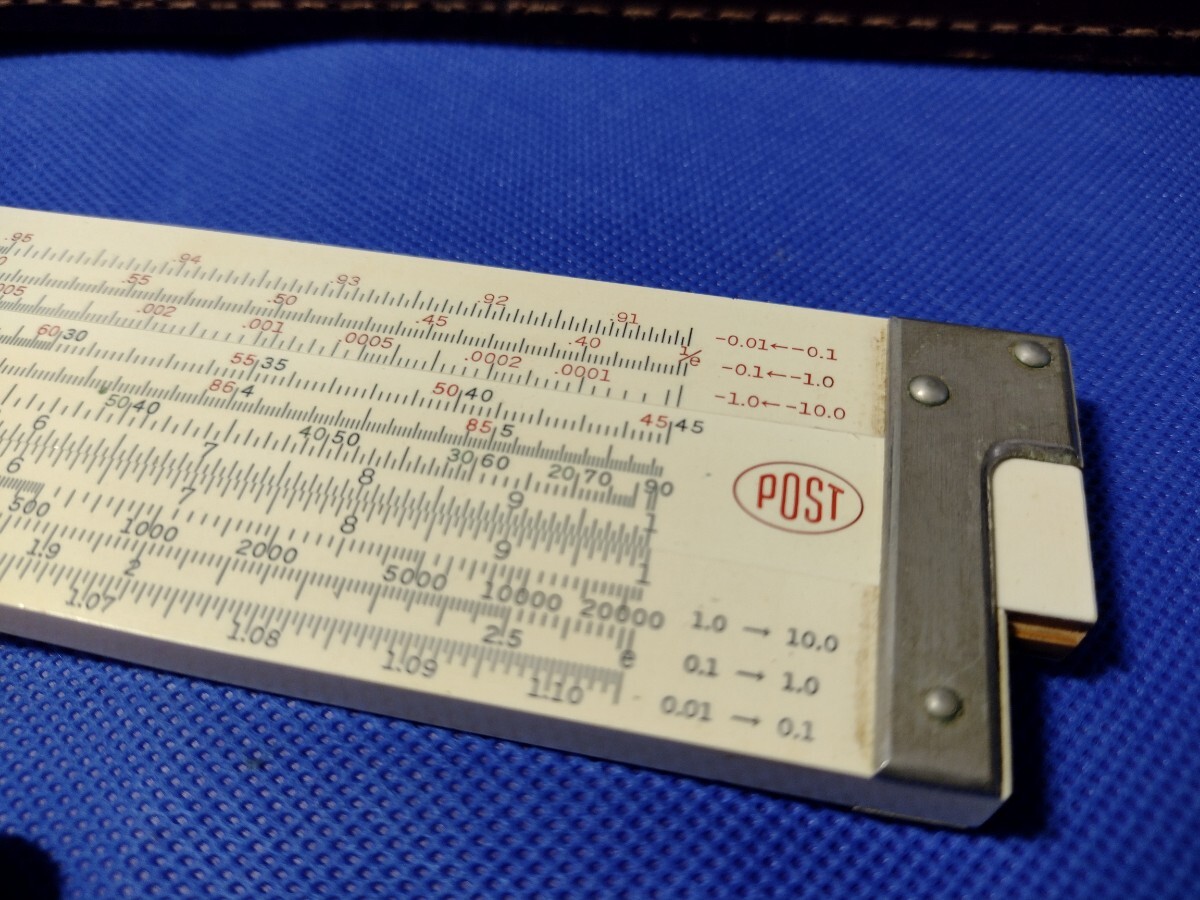 .95 .94 .93 .92 .91 -0.01←-0.1
.55 .50 .45 .40 1/e -0.1←-1.0
.002 .001 .0005 .0002 .0001 -1.0←-10.0
60 30 55 35 50 40 45 45
86 4 85 5
50 40 40 50 30 60 20 70 90
6 7 8 9 1
POST
6 7 8 9 1
500 1000 2000 5000 10000 20000 1.0 → 10.0
1.9 2 2.5 e 0.1 → 1.0
1.07 1.08 1.09 1.10 0.01 → 0.1